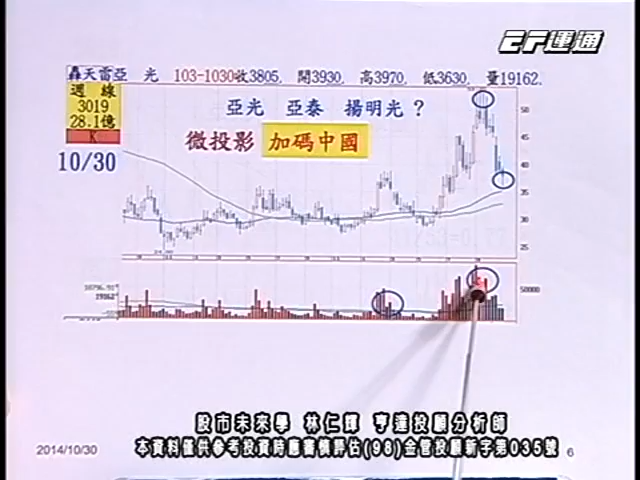 EF運通
轟天雷亞 光 103-1030收3805. 開3930. 高3970. 低3630. 量19162.
週線
3019
28.1億
K
10/30
亞光 亞泰 揚明光？
微投影 加碼中國
50
45
40
35
30
25
10796.91
19162
50000
股市未來學 林仁輝 亨達投顧分析師
本資料僅供參考投資時應審慎評估(98)金管投顧新字第035號
2014/10/30
6